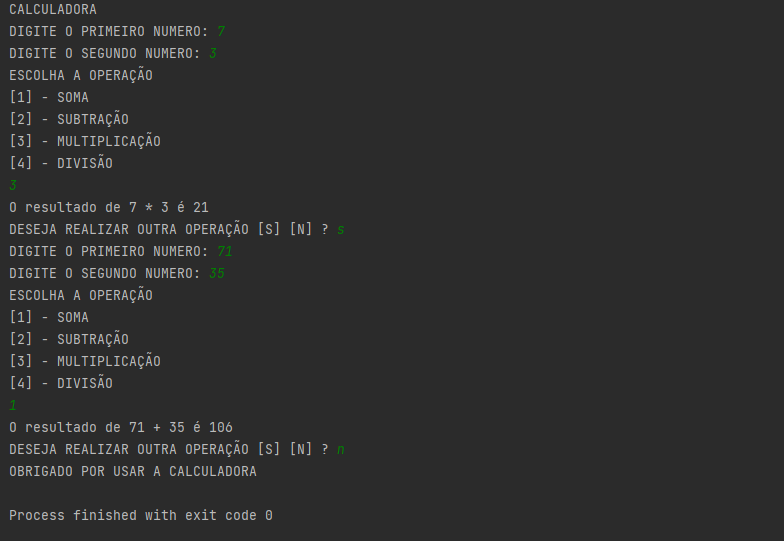 CALCULADORA
DIGITE O PRIMEIRO NUMERO: 7
DIGITE O SEGUNDO NUMERO: 3
ESCOLHA A OPERAÇÃO
[1] - SOMA
[2] - SUBTRAÇÃO
[3] - MULTIPLICAÇÃO
[4] - DIVISÃO
3
O resultado de 7 * 3 é 21
DESEJA REALIZAR OUTRA OPERAÇÃO [S] [N] ? s
DIGITE O PRIMEIRO NUMERO: 71
DIGITE O SEGUNDO NUMERO: 35
ESCOLHA A OPERAÇÃO
[1] - SOMA
[2] - SUBTRAÇÃO
[3] - MULTIPLICAÇÃO
[4] - DIVISÃO
1
O resultado de 71 + 35 é 106
DESEJA REALIZAR OUTRA OPERAÇÃO [S] [N] ? n
OBRIGADO POR USAR A CALCULADORA
Process finished with exit code 0